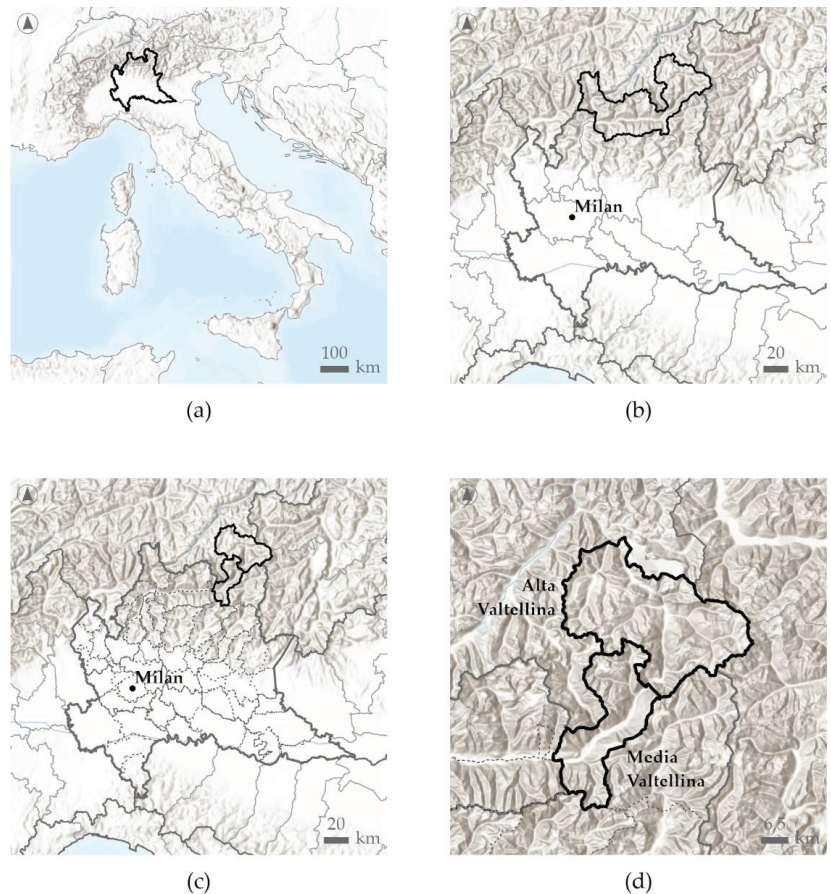 100
km
(a)
Milan
20
km
(b)
Milan
20
km
(c)
Alta
Valtellina
Media
Valtellina
6,5
km
(d)